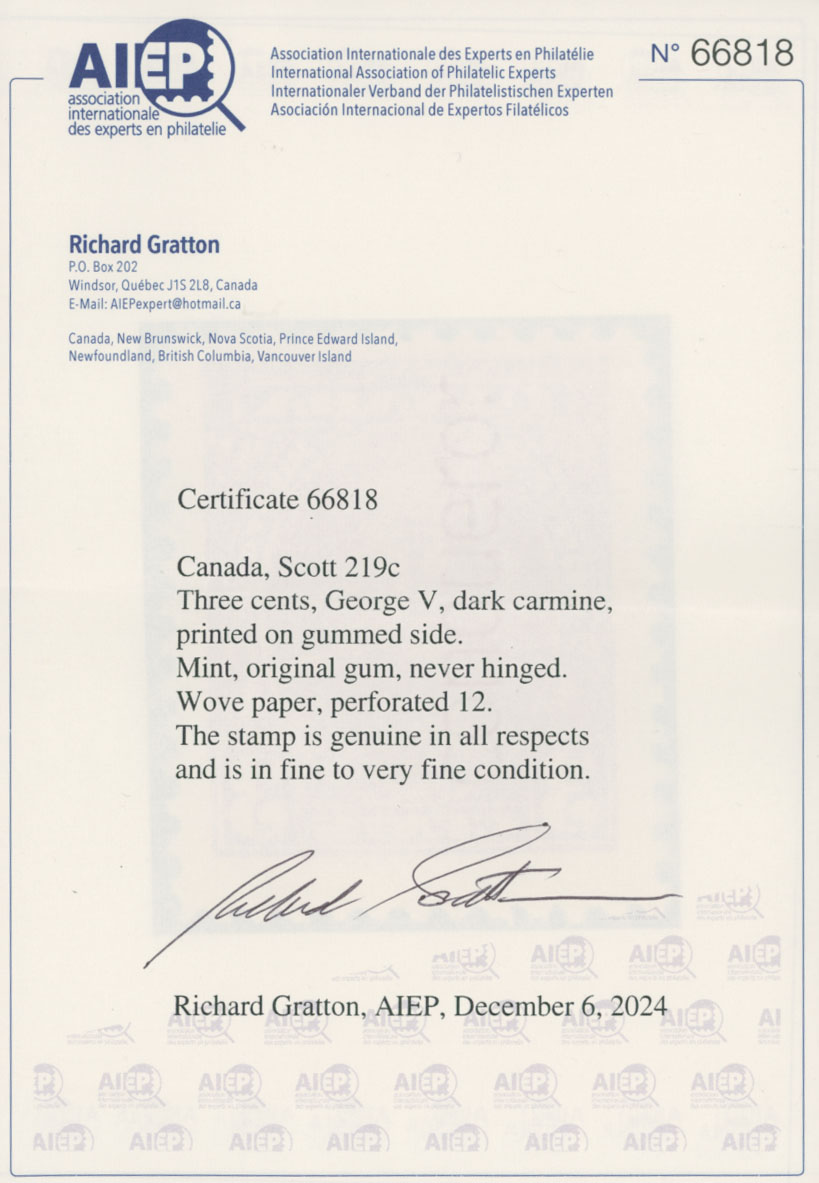 AIEP
association
internationale
des experts en philatelie
Association Internationale des Experts en Philatélie
International Association of Philatelic Experts
Internationaler Verband der Philatelistischen Experten
Asociación Internacional de Expertos Filatélicos
N° 66818
Richard Gratton
P.O. Box 202
Windsor, Québec J1S 2L8, Canada
E-Mail: AIEPexpert@hotmail.ca
Canada, New Brunswick, Nova Scotia, Prince Edward Island,
Newfoundland, British Columbia, Vancouver Island
Certificate 66818
Canada, Scott 219c
Three cents, George V, dark carmine,
printed on gummed side.
Mint, original gum, never hinged.
Wove paper, perforated 12.
The stamp is genuine in all respects
and is in fine to very fine condition.
Richard Gratton
Richard Gratton, AIEP, December 6, 2024